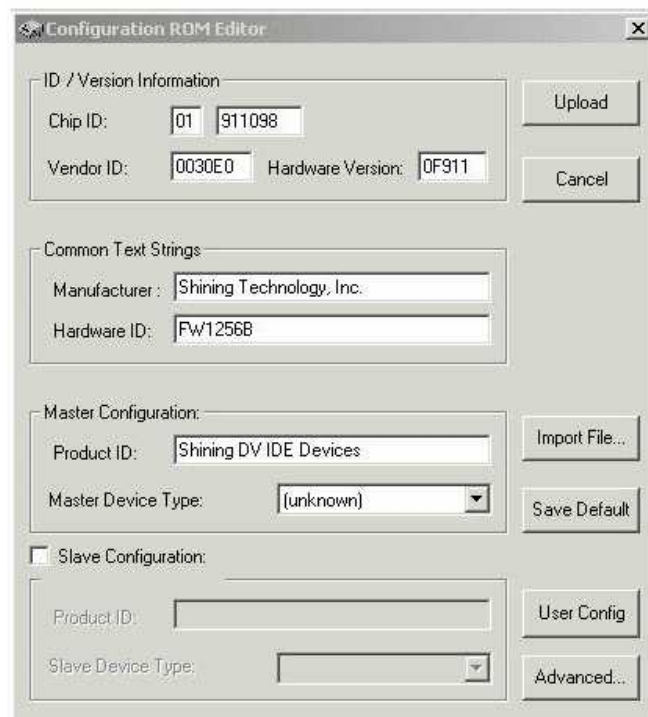 Configuration ROM Editor
ID / Version Information
Chip ID: 01 911098
Vendor ID: 0030E0 Hardware Version: 0F911
Upload
Cancel
Common Text Strings
Manufacturer : Shining Technology, Inc.
Hardware ID: FW1256B
Master Configuration:
Product ID: Shining DV IDE Devices
Master Device Type: (unknown)
Import File...
Save Default
Slave Configuration:
Product ID:
Slave Device Type:
User Config
Advanced...